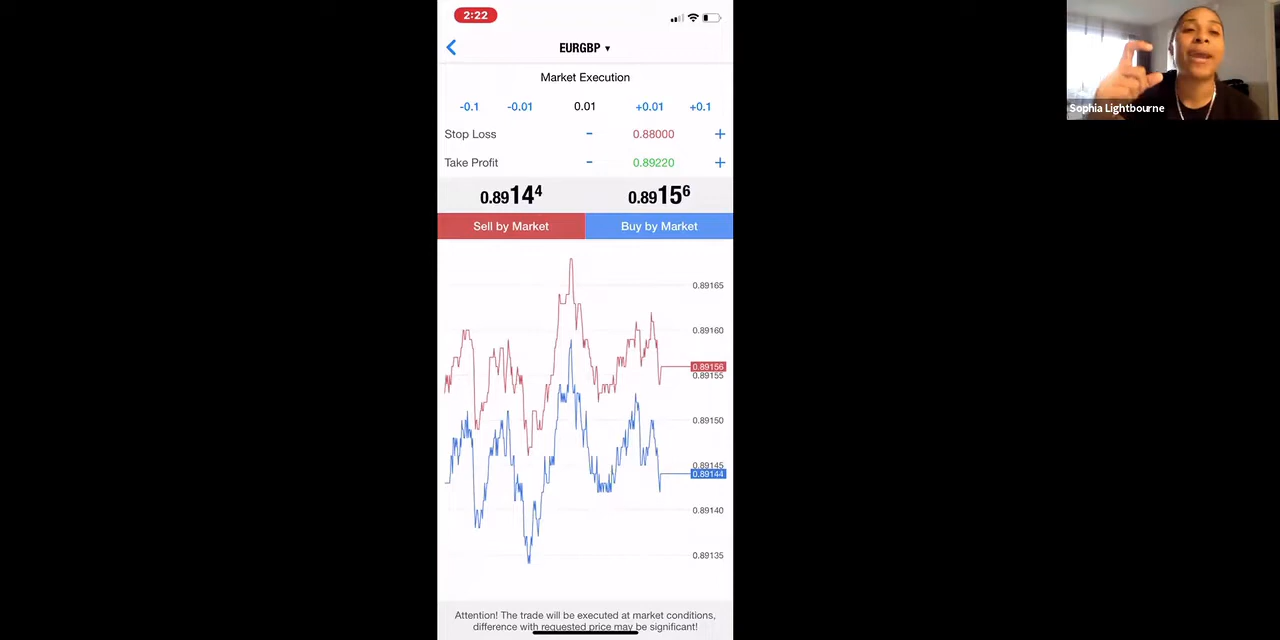 2:22
EURGBP ▼
Market Execution
-0.1 -0.01 0.01 +0.01 +0.1
Stop Loss - 0.88000 +
Take Profit - 0.89220 +
0.89144 0.89156
Sell by Market Buy by Market
0.89165
0.89160
0.89156
0.89155
0.89150
0.89145
0.89144
0.89140
0.89135
Attention! The trade will be executed at market conditions,
difference with requested price may be significant!
Sophia Lightbourne